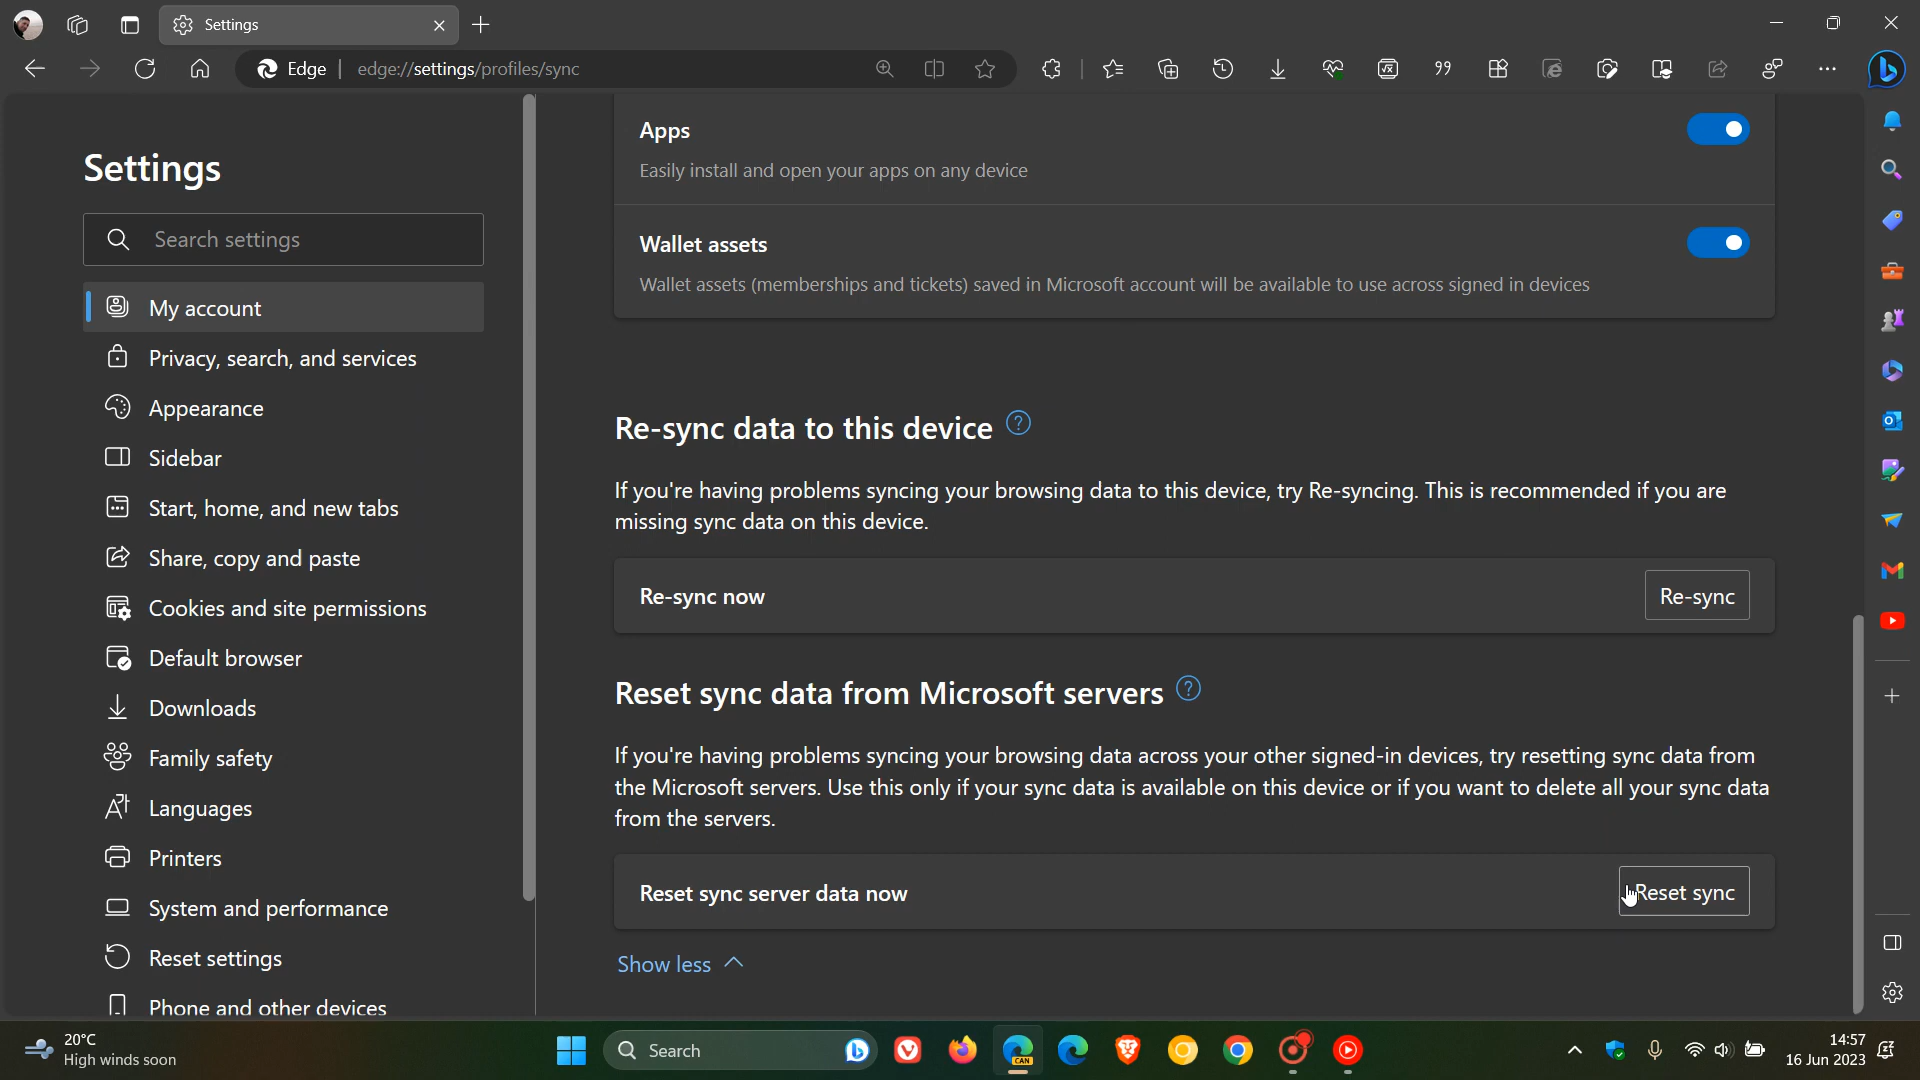 Settings
Edge
edge://settings/profiles/sync
Settings
Search settings
My account
Privacy, search, and services
Appearance
Sidebar
Start, home, and new tabs
Share, copy and paste
Cookies and site permissions
Default browser
Downloads
Family safety
Languages
Printers
System and performance
Reset settings
Phone and other devices
Apps
Easily install and open your apps on any device
Wallet assets
Wallet assets (memberships and tickets) saved in Microsoft account will be available to use across signed in devices
Re-sync data to this device
If you're having problems syncing your browsing data to this device, try Re-syncing. This is recommended if you are
missing sync data on this device.
Re-sync now
Re-sync
Reset sync data from Microsoft servers
If you're having problems syncing your browsing data across your other signed-in devices, try resetting sync data from
the Microsoft servers. Use this only if your sync data is available on this device or if you want to delete all your sync data
from the servers.
Reset sync server data now
Reset sync
Show less
20°C
High winds soon
Search
CAN
14:57
16 Jun 2023